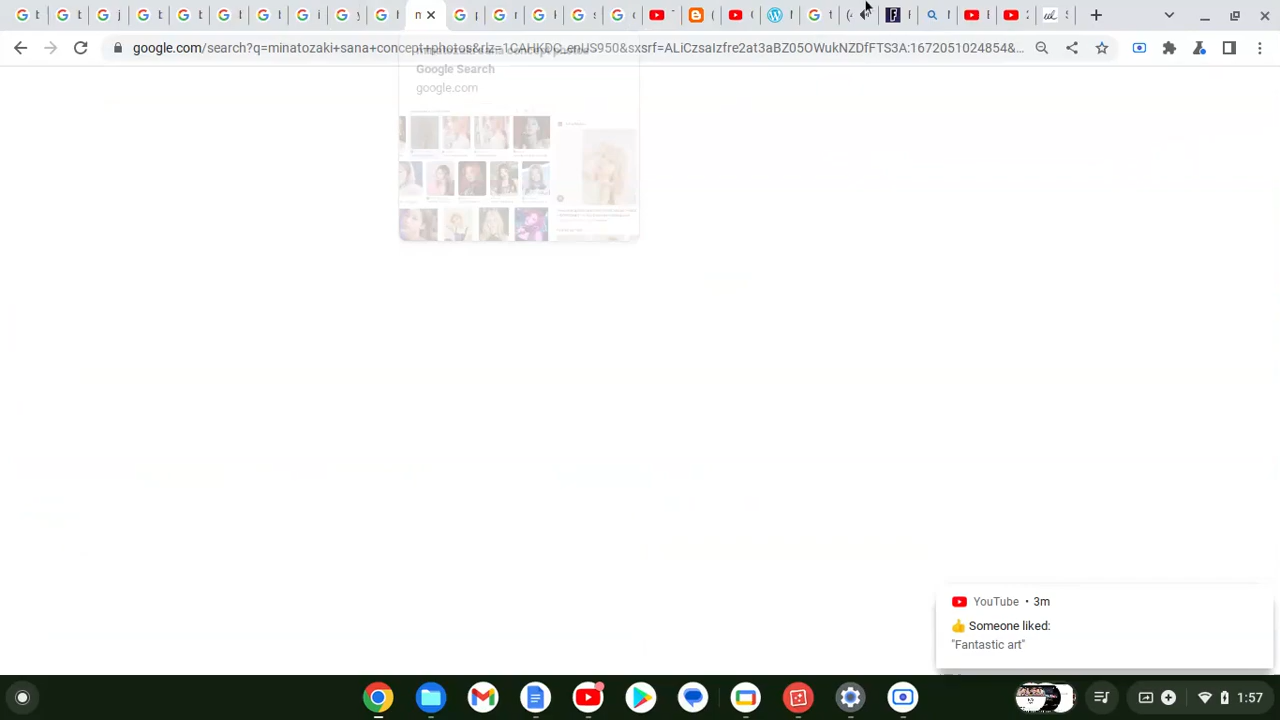 google.com/search?q=minatozaki+sana+concept+photos&rlz=1CAHKDO_enUS950&sxsrf=ALiCzsaIzfre2at3aBZ05OWukNZDfFTS3A:1672051024854&…
Google Search
google.com
YouTube • 3m
👍 Someone liked:
"Fantastic art"
1:57